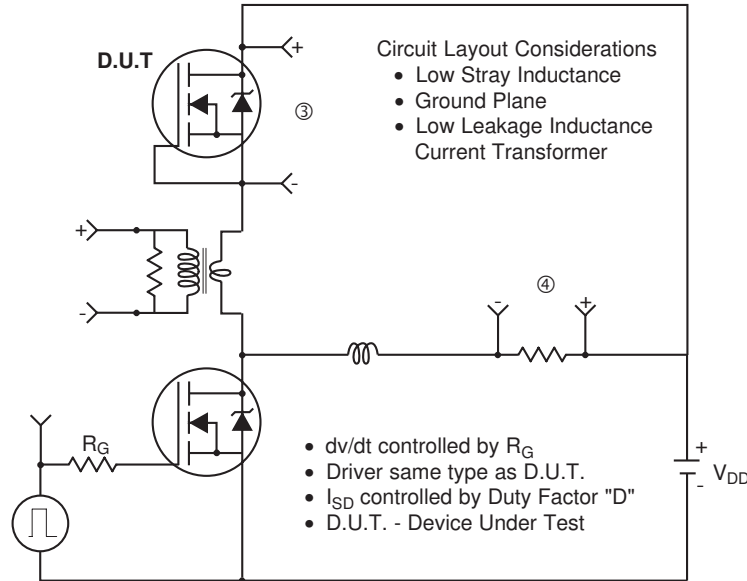 D.U.T
+
Circuit Layout Considerations
• Low Stray Inductance
• Ground Plane
• Low Leakage Inductance
Current Transformer
③
-
+
-
④
-
+
R_G
• dv/dt controlled by R_G
• Driver same type as D.U.T.
• I_SD controlled by Duty Factor "D"
• D.U.T. - Device Under Test
+
V_DD
-